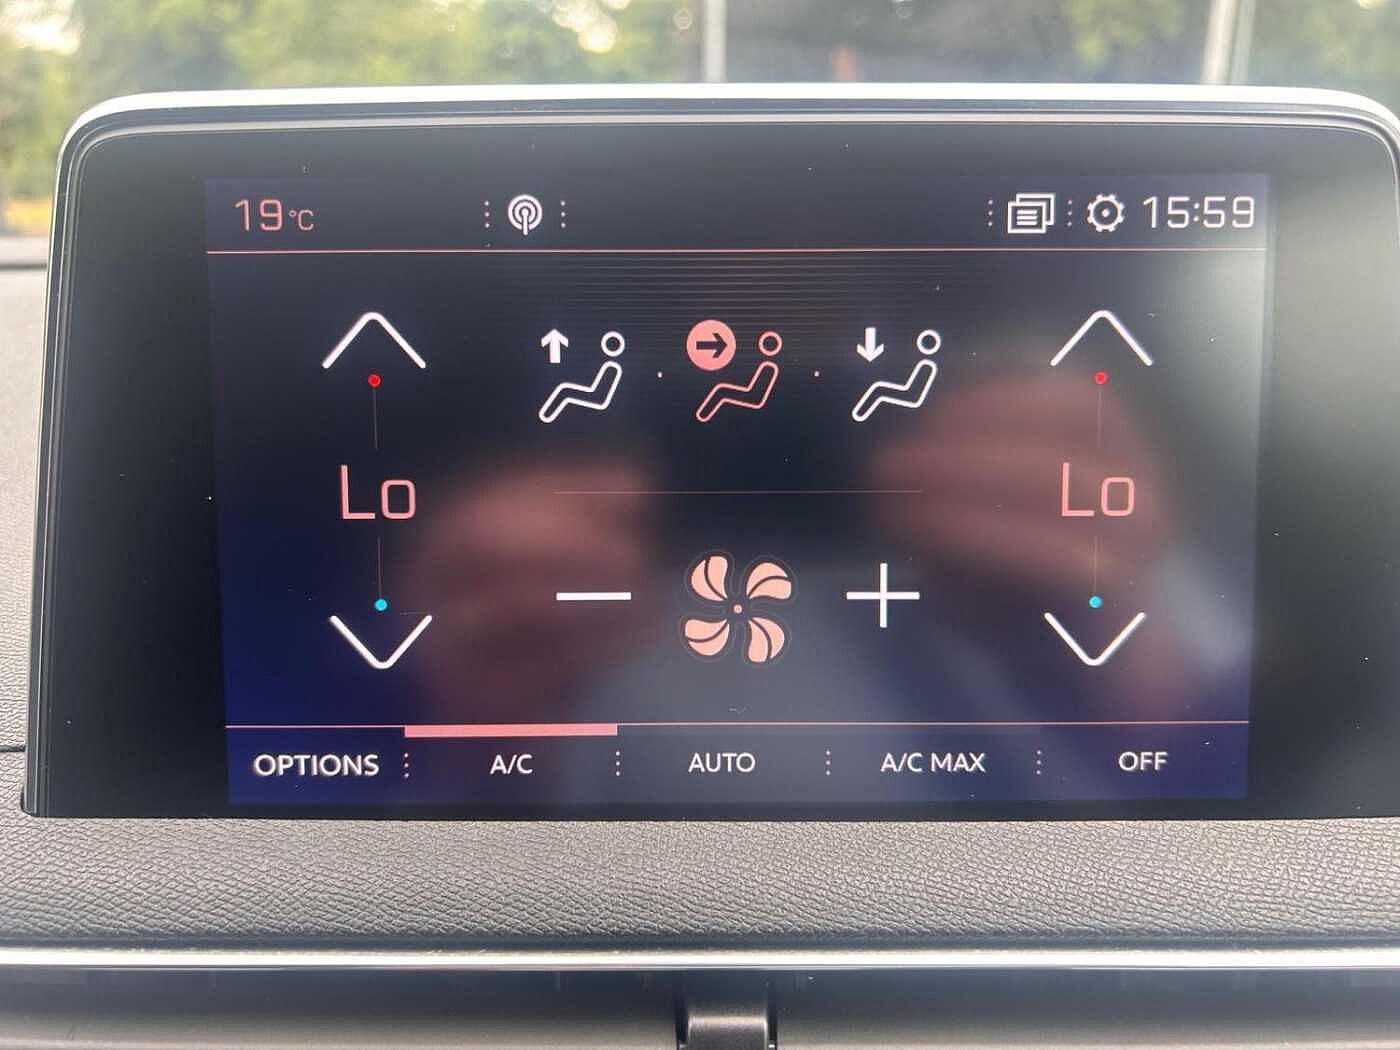 19°C 15:59
Lo Lo
OPTIONS A/C AUTO A/C MAX OFF